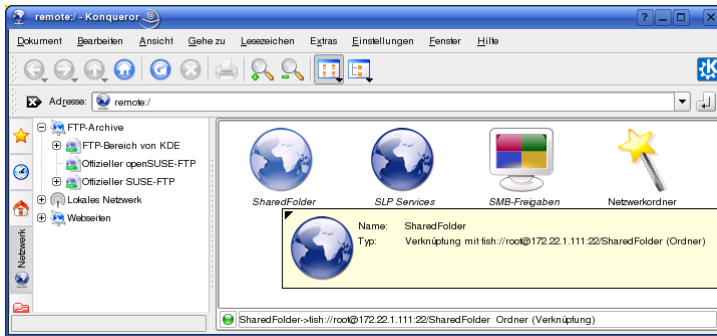 remote:/ - Konqueror
Dokument Bearbeiten Ansicht Gehe zu Lesezeichen Extras Einstellungen Fenster Hilfe
Adresse: remote:/
FTP-Archive
FTP-Bereich von KDE
Offizieller openSUSE-FTP
Offizieller SUSE-FTP
Lokales Netzwerk
Webseiten
Netzwerk
SharedFolder SLP Services SMB-Freigaben Netzwerkordner
Name: SharedFolder
Typ: Verknüpfung mit fish://root@172.22.1.111:22/SharedFolder (Ordner)
SharedFolder->fish://root@172.22.1.111:22/SharedFolder Ordner (Verknüpfung)